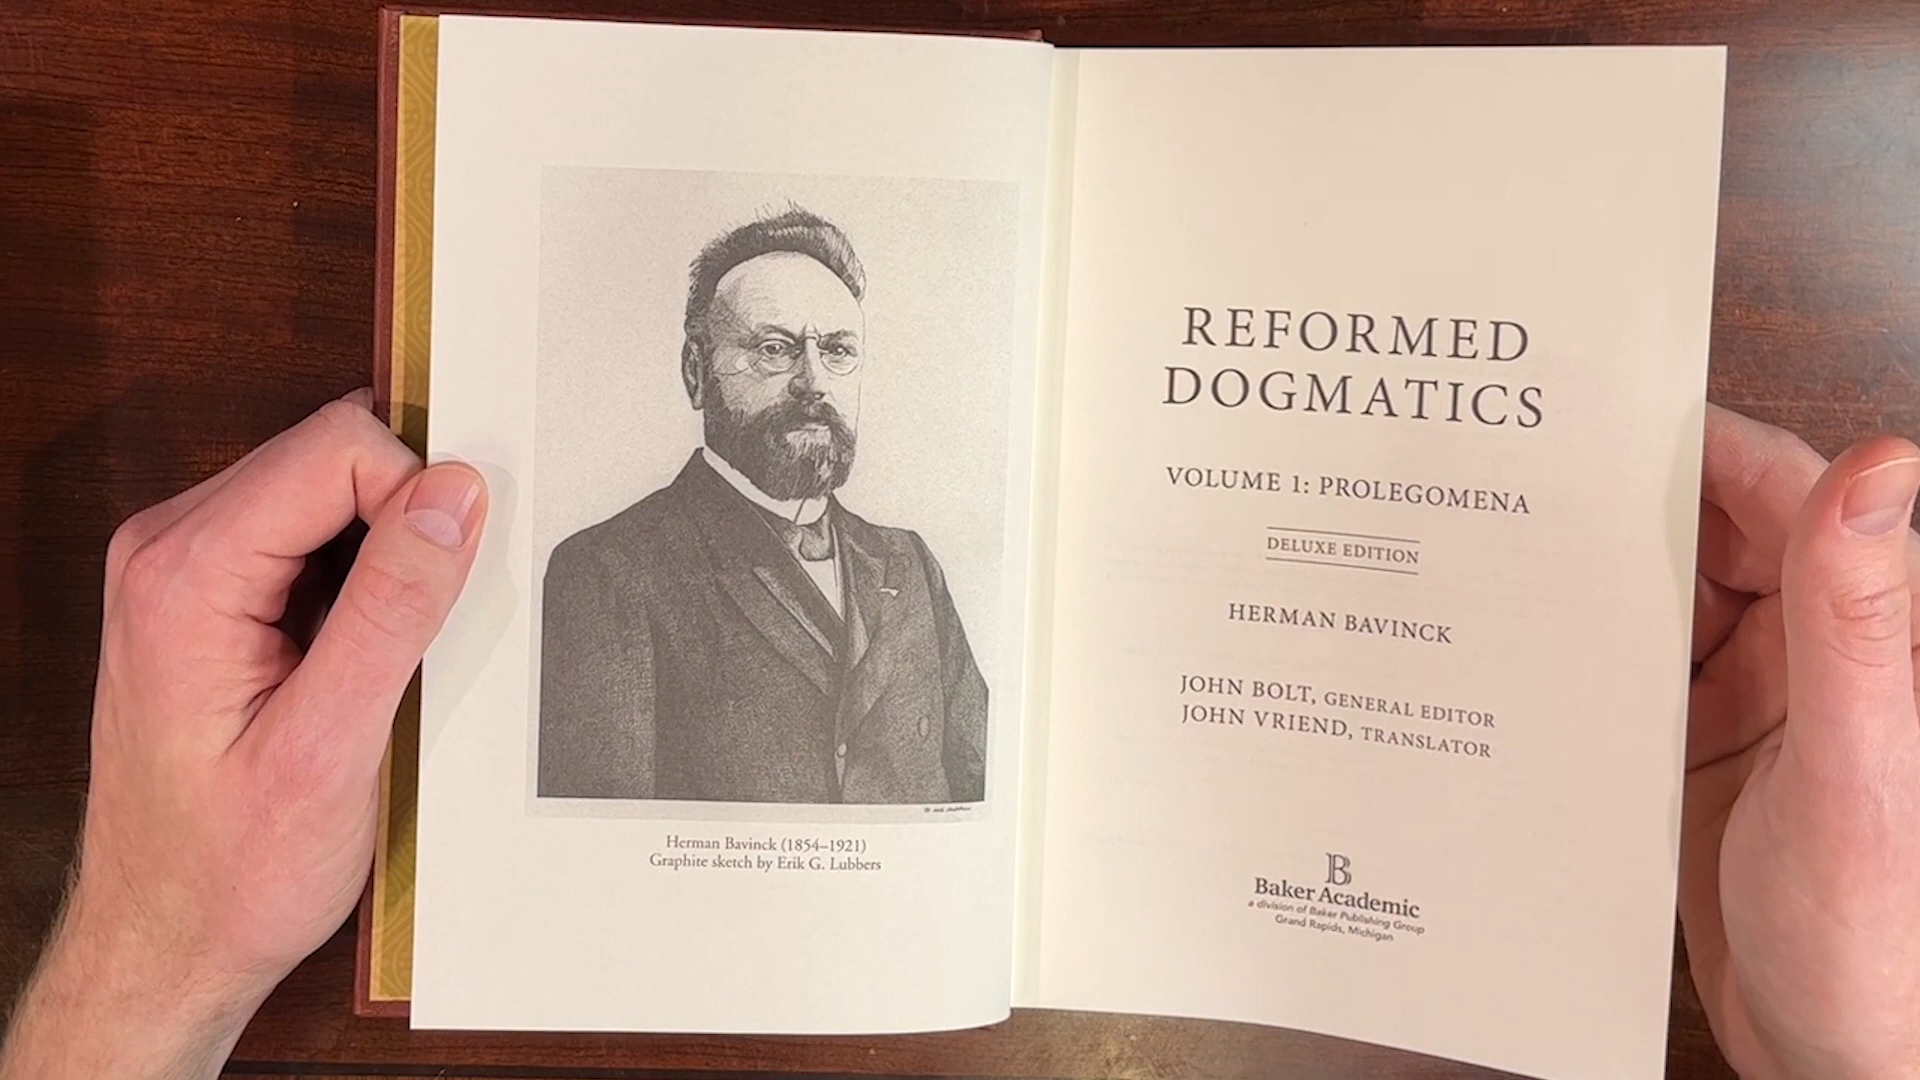 Herman Bavinck (1854–1921)
Graphite sketch by Erik G. Lubbers
REFORMED
DOGMATICS
VOLUME 1: PROLEGOMENA
DELUXE EDITION
HERMAN BAVINCK
JOHN BOLT, GENERAL EDITOR
JOHN VRIEND, TRANSLATOR
B
Baker Academic
a division of Baker Publishing Group
Grand Rapids, Michigan